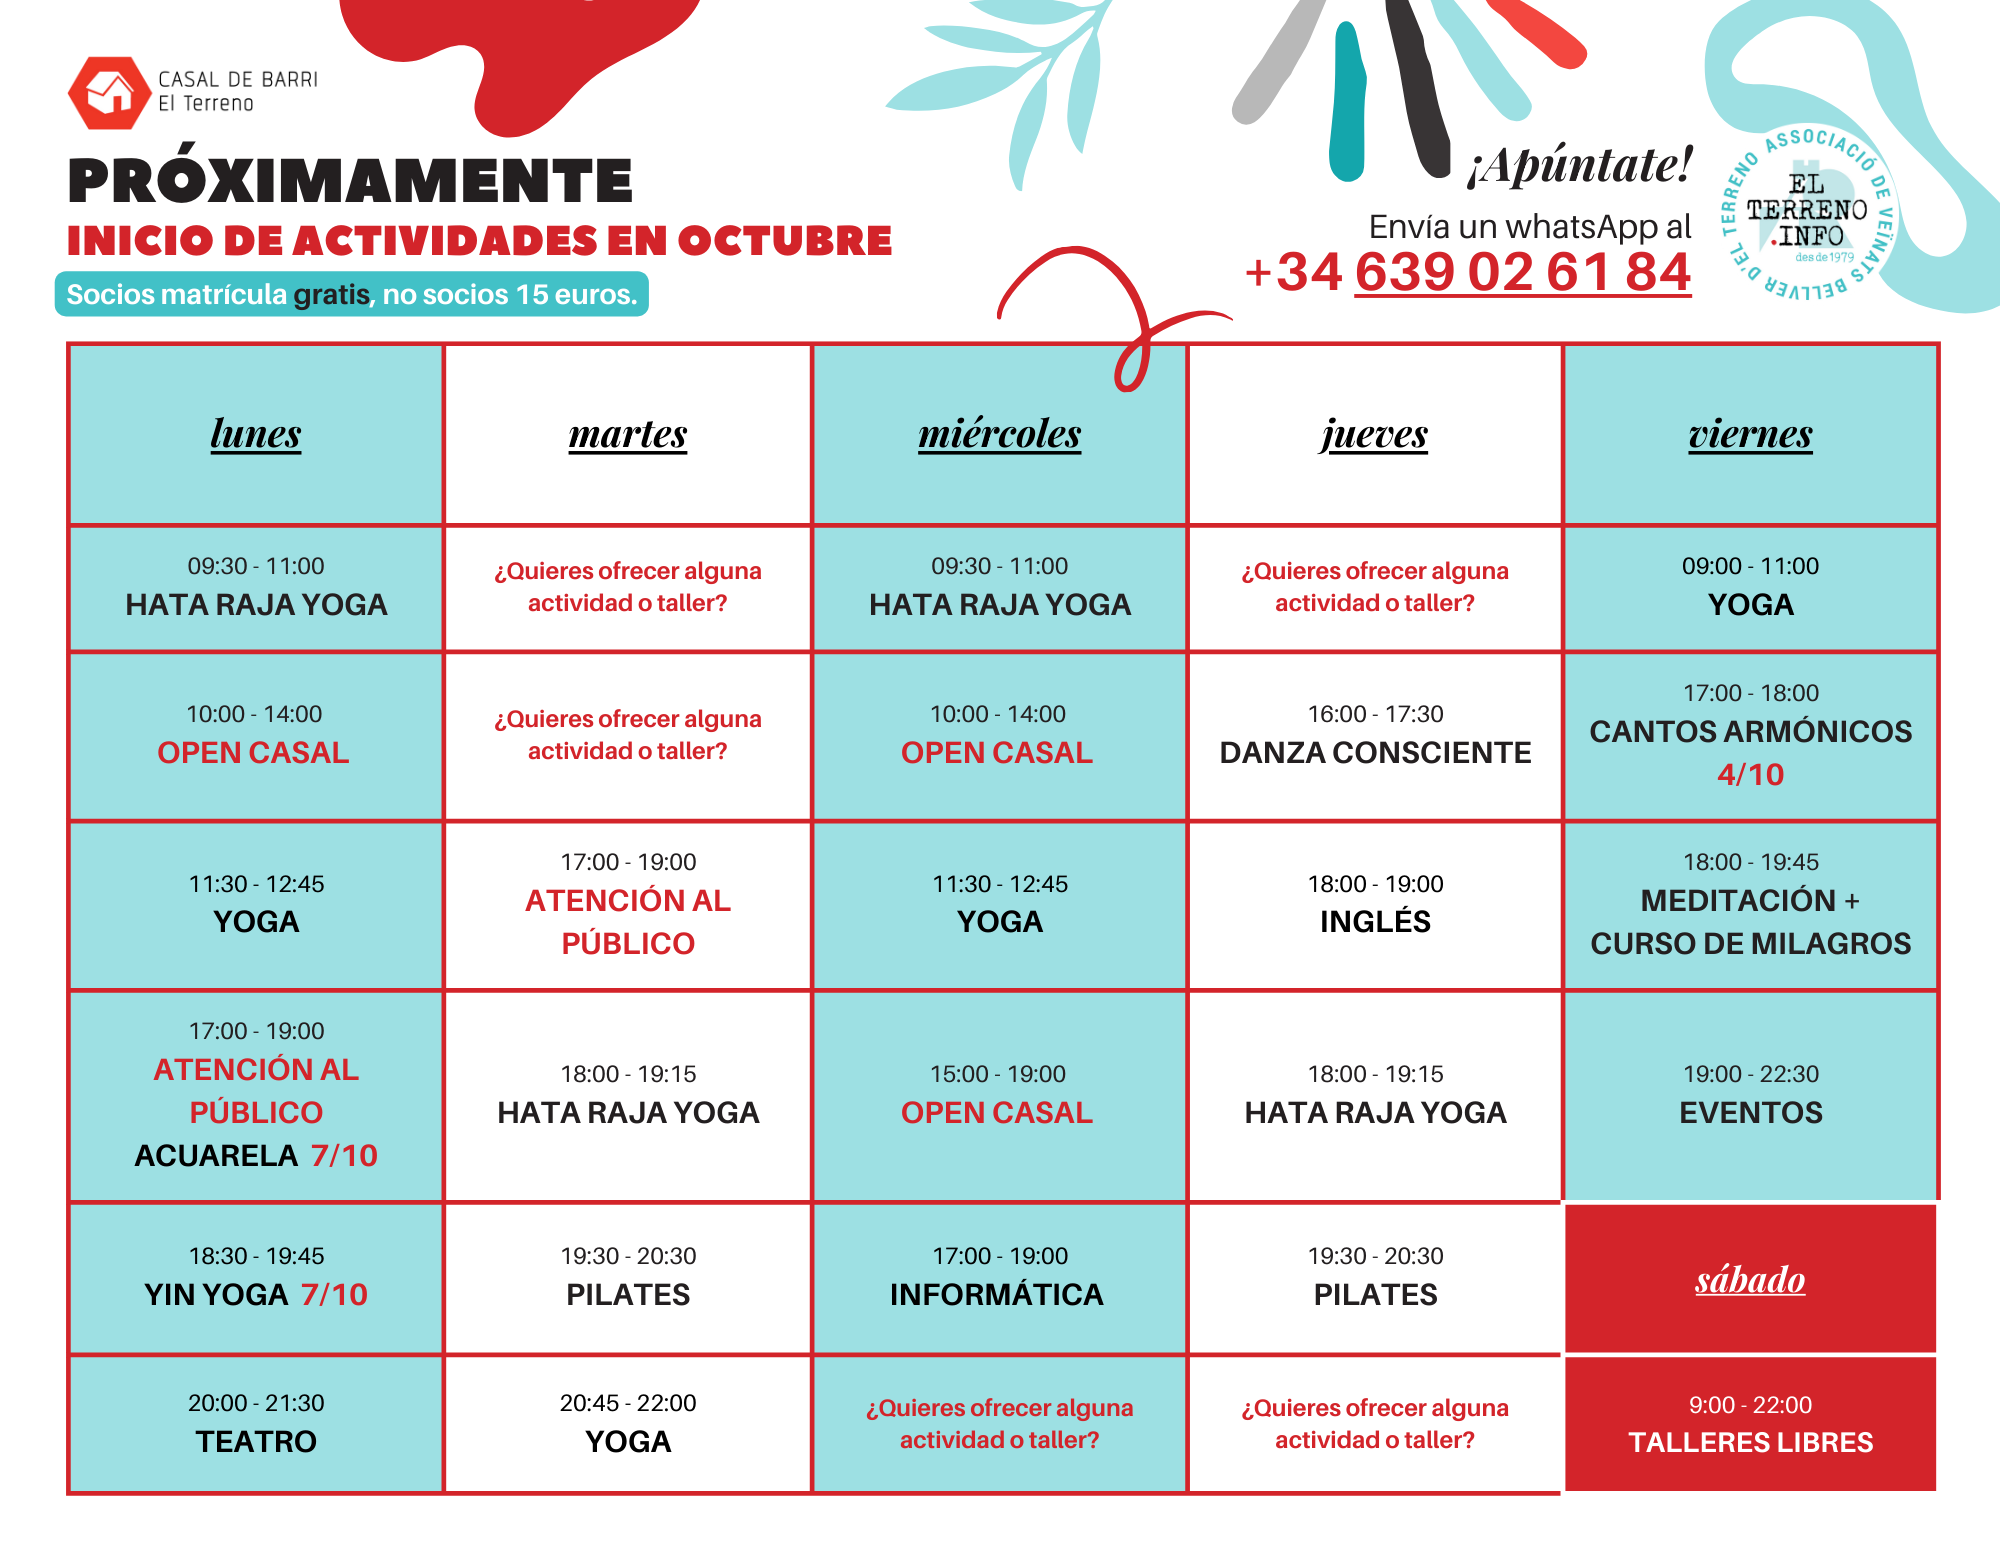 CASAL DE BARRI
El Terreno
PRÓXIMAMENTE
INICIO DE ACTIVIDADES EN OCTUBRE
Socios matrícula gratis, no socios 15 euros.
¡Apúntate!
Envía un whatsApp al
+34 639 02 61 84
ASSOCIACIÓ DE VEÏNATS BELLVER D'EL TERRENO
EL
TERRENO
.INFO
desde1979
lunes
martes
miércoles
jueves
viernes
09:30 - 11:00
HATA RAJA YOGA
¿Quieres ofrecer alguna
actividad o taller?
09:30 - 11:00
HATA RAJA YOGA
¿Quieres ofrecer alguna
actividad o taller?
09:00 - 11:00
YOGA
10:00 - 14:00
OPEN CASAL
¿Quieres ofrecer alguna
actividad o taller?
10:00 - 14:00
OPEN CASAL
16:00 - 17:30
DANZA CONSCIENTE
17:00 - 18:00
CANTOS ARMÓNICOS
4/10
11:30 - 12:45
YOGA
17:00 - 19:00
ATENCIÓN AL
PÚBLICO
11:30 - 12:45
YOGA
18:00 - 19:00
INGLÉS
18:00 - 19:45
MEDITACIÓN +
CURSO DE MILAGROS
17:00 - 19:00
ATENCIÓN AL
PÚBLICO
ACUARELA 7/10
18:00 - 19:15
HATA RAJA YOGA
15:00 - 19:00
OPEN CASAL
18:00 - 19:15
HATA RAJA YOGA
19:00 - 22:30
EVENTOS
18:30 - 19:45
YIN YOGA 7/10
19:30 - 20:30
PILATES
17:00 - 19:00
INFORMÁTICA
19:30 - 20:30
PILATES
sábado
20:00 - 21:30
TEATRO
20:45 - 22:00
YOGA
¿Quieres ofrecer alguna
actividad o taller?
¿Quieres ofrecer alguna
actividad o taller?
9:00 - 22:00
TALLERES LIBRES